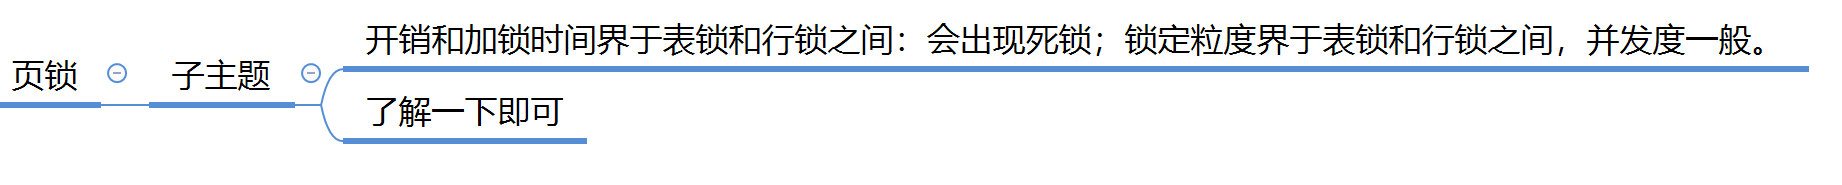 页锁
子主题
开销和加锁时间界于表锁和行锁之间：会出现死锁；锁定粒度界于表锁和行锁之间，并发度一般。
了解一下即可